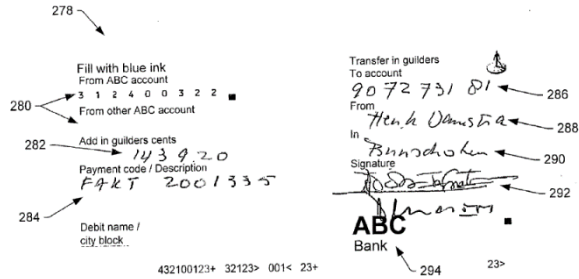 278
Fill with blue ink
From ABC account
3 1 2 4 0 0 3 2 2
280
From other ABC account
Add in guilders cents
282
1439.20
Payment code / Description
FAKT 2001335
284
Debit name /
city block
Transfer in guilders
To account
9072 731 81
286
From
Henk
288
In
Bunschoten
290
Signature
292
ABC
Bank
294
432100123+ 32123> 001< 23+
23>